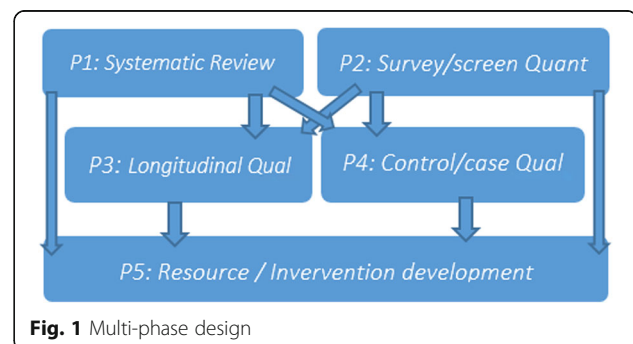 P1: Systematic Review
P2: Survey/screen Quant
P3: Longitudinal Qual
P4: Control/case Qual
P5: Resource / Invervention development
Fig. 1 Multi-phase design